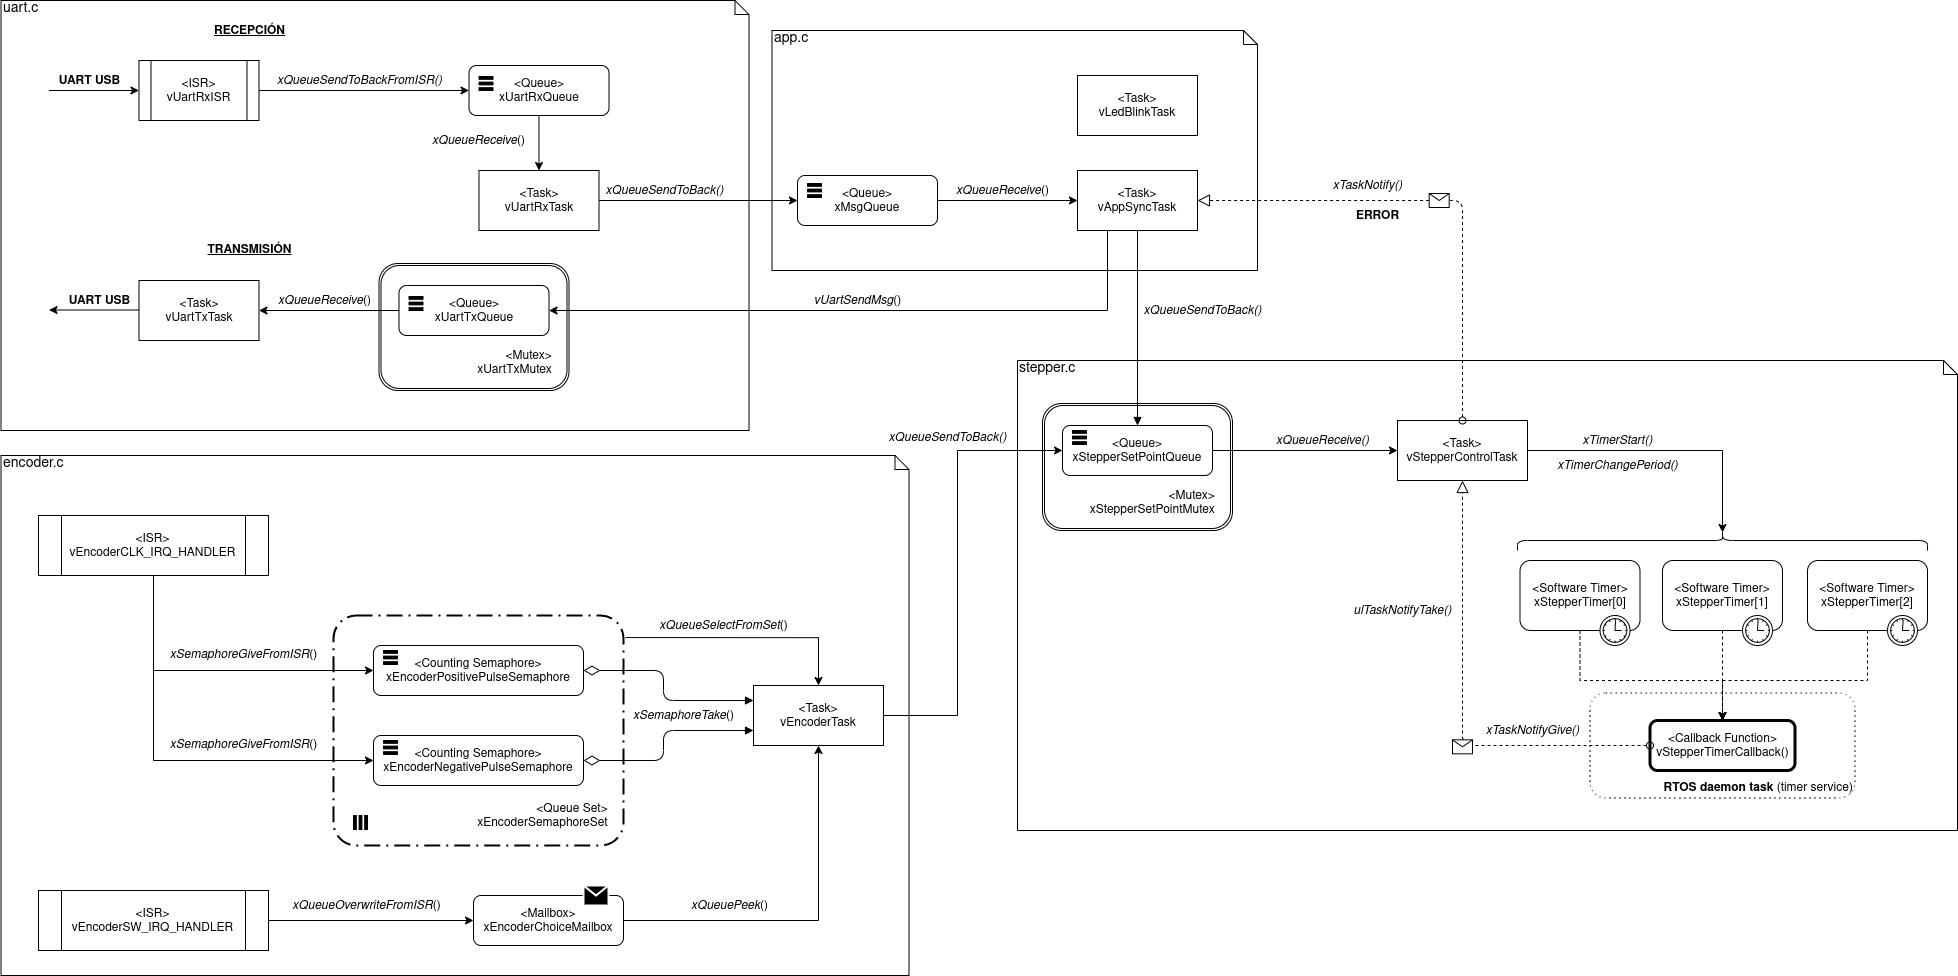 uart.c
RECEPCIÓN
UART USB
<ISR>
vUartRxISR
xQueueSendToBackFromISR()
<Queue>
xUartRxQueue
xQueueReceive()
<Task>
vUartRxTask
xQueueSendToBack()
TRANSMISIÓN
UART USB
<Task>
vUartTxTask
xQueueReceive()
<Queue>
xUartTxQueue
<Mutex>
xUartTxMutex
vUartSendMsg()
app.c
<Task>
vLedBlinkTask
<Queue>
xMsgQueue
xQueueReceive()
<Task>
vAppSyncTask
xTaskNotify()
ERROR
xQueueSendToBack()
stepper.c
xQueueSendToBack()
<Queue>
xStepperSetPointQueue
<Mutex>
xStepperSetPointMutex
xQueueReceive()
<Task>
vStepperControlTask
xTimerStart()
xTimerChangePeriod()
<Software Timer>
xStepperTimer[0]
<Software Timer>
xStepperTimer[1]
<Software Timer>
xStepperTimer[2]
ulTaskNotifyTake()
xTaskNotifyGive()
<Callback Function>
vStepperTimerCallback()
RTOS daemon task (timer service)
encoder.c
<ISR>
vEncoderCLK_IRQ_HANDLER
xSemaphoreGiveFromISR()
<Counting Semaphore>
xEncoderPositivePulseSemaphore
xQueueSelectFromSet()
xSemaphoreTake()
<Task>
vEncoderTask
xSemaphoreGiveFromISR()
<Counting Semaphore>
xEncoderNegativePulseSemaphore
<Queue Set>
xEncoderSemaphoreSet
<ISR>
vEncoderSW_IRQ_HANDLER
xQueueOverwriteFromISR()
<Mailbox>
xEncoderChoiceMailbox
xQueuePeek()